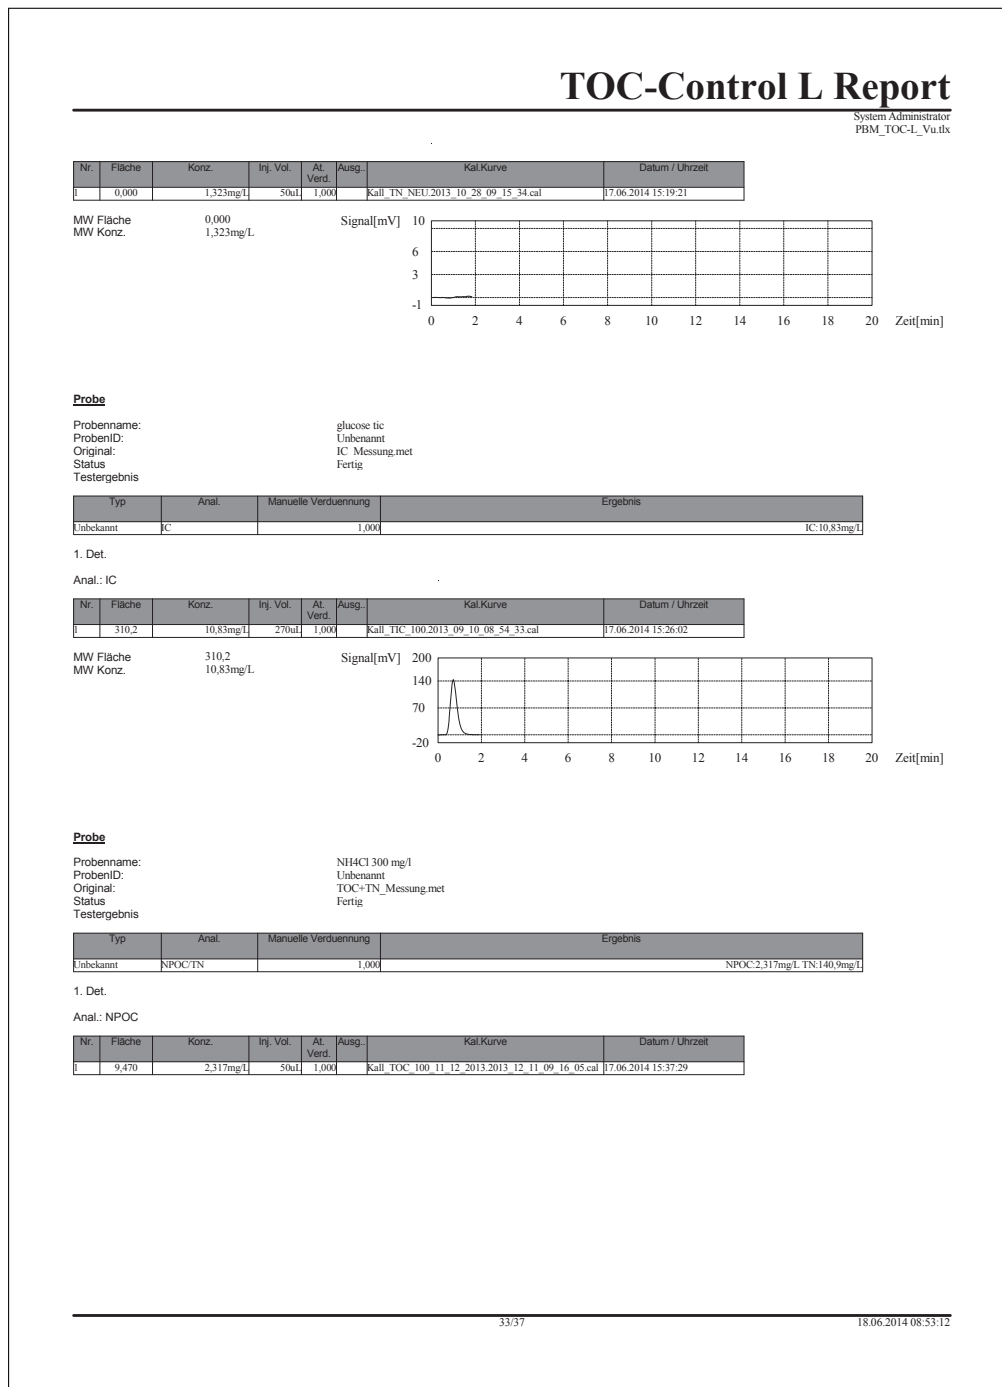 TOC-Control L Report
System Administrator
PBM_TOC-L_Vu.tlx
Nr. Fläche Konz. Inj. Vol. At. Verd. Ausg.. Kal.Kurve Datum / Uhrzeit
1 0,000 1,323mg/L 50uL 1,000 Kall_TN_NEU.2013_10_28_09_15_34.cal 17.06.2014 15:19:21
MW Fläche 0,000
MW Konz. 1,323mg/L
Signal[mV] 10
6
3
-1
0 2 4 6 8 10 12 14 16 18 20 Zeit[min]
Probe
Probenname: glucose tic
ProbenID: Unbenannt
Original: IC_Messung.met
Status Fertig
Testergebnis
Typ Anal. Manuelle Verduennung Ergebnis
Unbekannt IC 1,000 IC:10,83mg/L
1. Det.
Anal.: IC
Nr. Fläche Konz. Inj. Vol. At. Verd. Ausg.. Kal.Kurve Datum / Uhrzeit
1 310,2 10,83mg/L 270uL 1,000 Kall_TIC_100.2013_09_10_08_54_33.cal 17.06.2014 15:26:02
MW Fläche 310,2
MW Konz. 10,83mg/L
Signal[mV] 200
140
70
-20
0 2 4 6 8 10 12 14 16 18 20 Zeit[min]
Probe
Probenname: NH4Cl 300 mg/l
ProbenID: Unbenannt
Original: TOC+TN_Messung.met
Status Fertig
Testergebnis
Typ Anal. Manuelle Verduennung Ergebnis
Unbekannt NPOC/TN 1,000 NPOC:2,317mg/L TN:140,9mg/L
1. Det.
Anal.: NPOC
Nr. Fläche Konz. Inj. Vol. At. Verd. Ausg.. Kal.Kurve Datum / Uhrzeit
1 9,470 2,317mg/L 50uL 1,000 Kall_TOC_100_11_12_2013.2013_12_11_09_16_05.cal 17.06.2014 15:37:29
33/37
18.06.2014 08:53:12